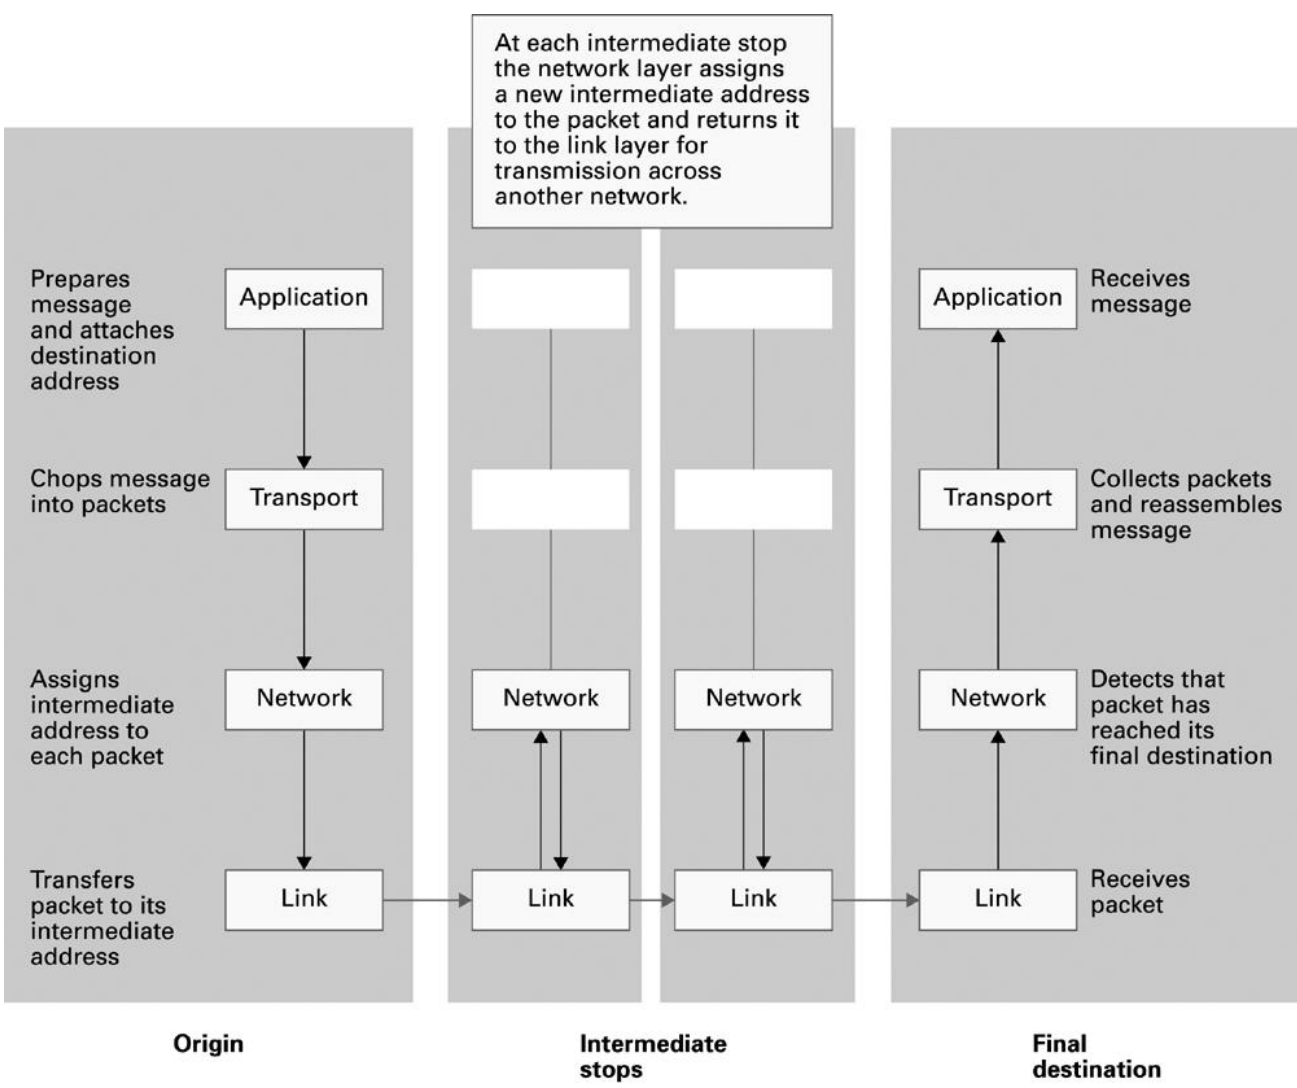 At each intermediate stop
the network layer assigns
a new intermediate address
to the packet and returns it
to the link layer for
transmission across
another network.
Prepares
message
and attaches
destination
address
Application
Application
Receives
message
Chops message
into packets
Transport
Transport
Collects packets
and reassembles
message
Assigns
intermediate
address to
each packet
Network
Network
Network
Network
Detects that
packet has
reached its
final destination
Transfers
packet to its
intermediate
address
Link
Link
Link
Link
Receives
packet
Origin
Intermediate
stops
Final
destination